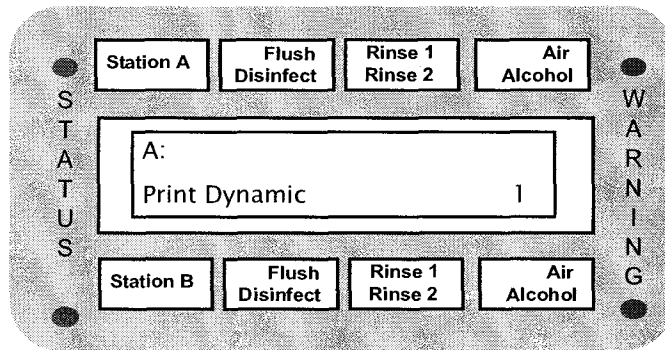 Station A
Flush
Disinfect
Rinse 1
Rinse 2
Air
Alcohol
STATUS
A:
Print Dynamic 1
WARNING
Station B
Flush
Disinfect
Rinse 1
Rinse 2
Air
Alcohol